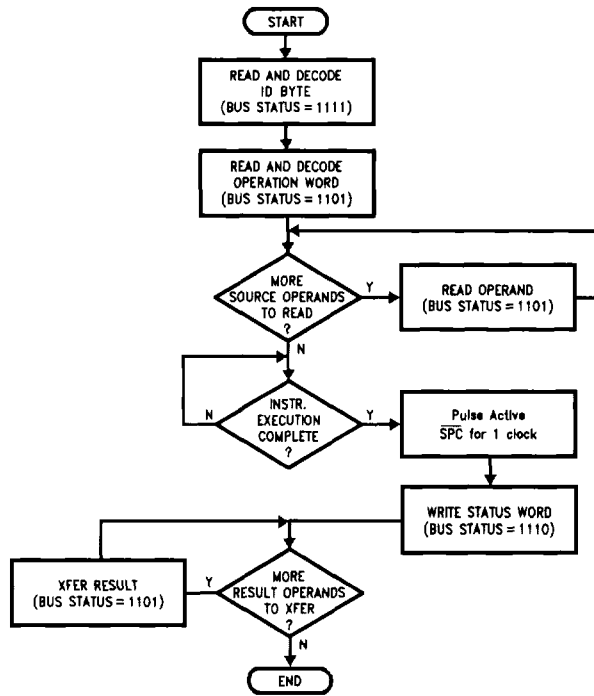 START
READ AND DECODE
ID BYTE
(BUS STATUS = 1111)
READ AND DECODE
OPERATION WORD
(BUS STATUS = 1101)
MORE
SOURCE OPERANDS
TO READ
?
Y
READ OPERAND
(BUS STATUS = 1101)
N
INSTR.
EXECUTION
COMPLETE
?
N
Y
Pulse Active
SPC for 1 clock
WRITE STATUS WORD
(BUS STATUS = 1110)
XFER RESULT
(BUS STATUS = 1101)
Y
MORE
RESULT OPERANDS
TO XFER
?
N
END